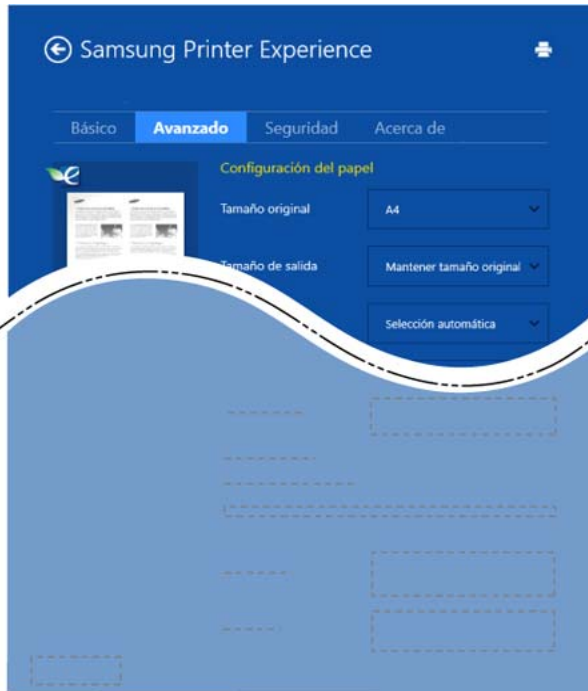 Samsung Printer Experience
Básico Avanzado Seguridad Acerca de
Configuración del papel
Tamaño original A4
Tamaño de salida Mantener tamaño original
Selección automática